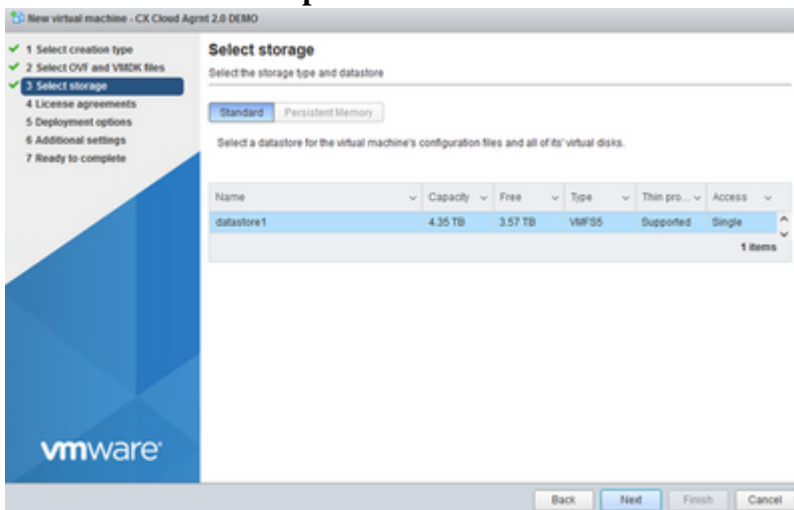 New virtual machine - CX Cloud Agrnt 2.0 DEMO
1 Select creation type
2 Select OVF and VMDK files
3 Select storage
4 License agreements
5 Deployment options
6 Additional settings
7 Ready to complete
Select storage
Select the storage type and datastore
Standard Persistent Memory
Select a datastore for the virtual machine's configuration files and all of its' virtual disks.
Name Capacity Free Type Thin pro... Access
datastore1 4.35 TB 3.57 TB VMFS5 Supported Single
1 items
vmware
Back Next Finish Cancel